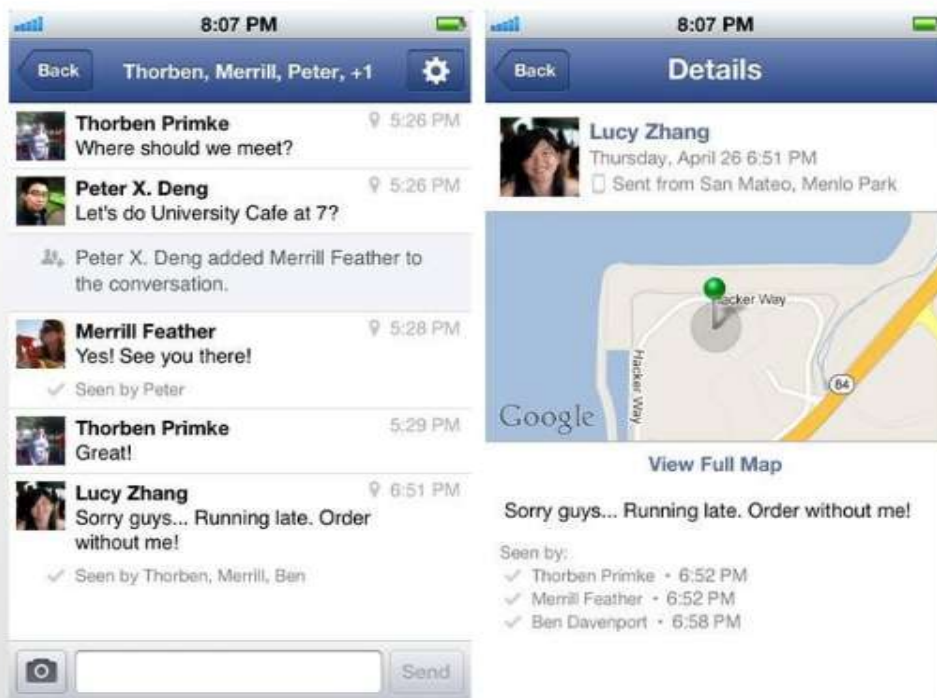 8:07 PM
Back
Thorben, Merrill, Peter, +1
Thorben Primke
5:26 PM
Where should we meet?
Peter X. Deng
5:26 PM
Let's do University Cafe at 7?
Peter X. Deng added Merrill Feather to
the conversation.
Merrill Feather
5:28 PM
Yes! See you there!
Seen by Peter
Thorben Primke
5:29 PM
Great!
Lucy Zhang
6:51 PM
Sorry guys... Running late. Order
without me!
Seen by Thorben, Merrill, Ben
Send
8:07 PM
Back
Details
Lucy Zhang
Thursday, April 26 6:51 PM
Sent from San Mateo, Menlo Park
Hacker Way
Hacker Way
84
Google
View Full Map
Sorry guys... Running late. Order without me!
Seen by:
Thorben Primke • 6:52 PM
Merrill Feather • 6:52 PM
Ben Davenport • 6:58 PM